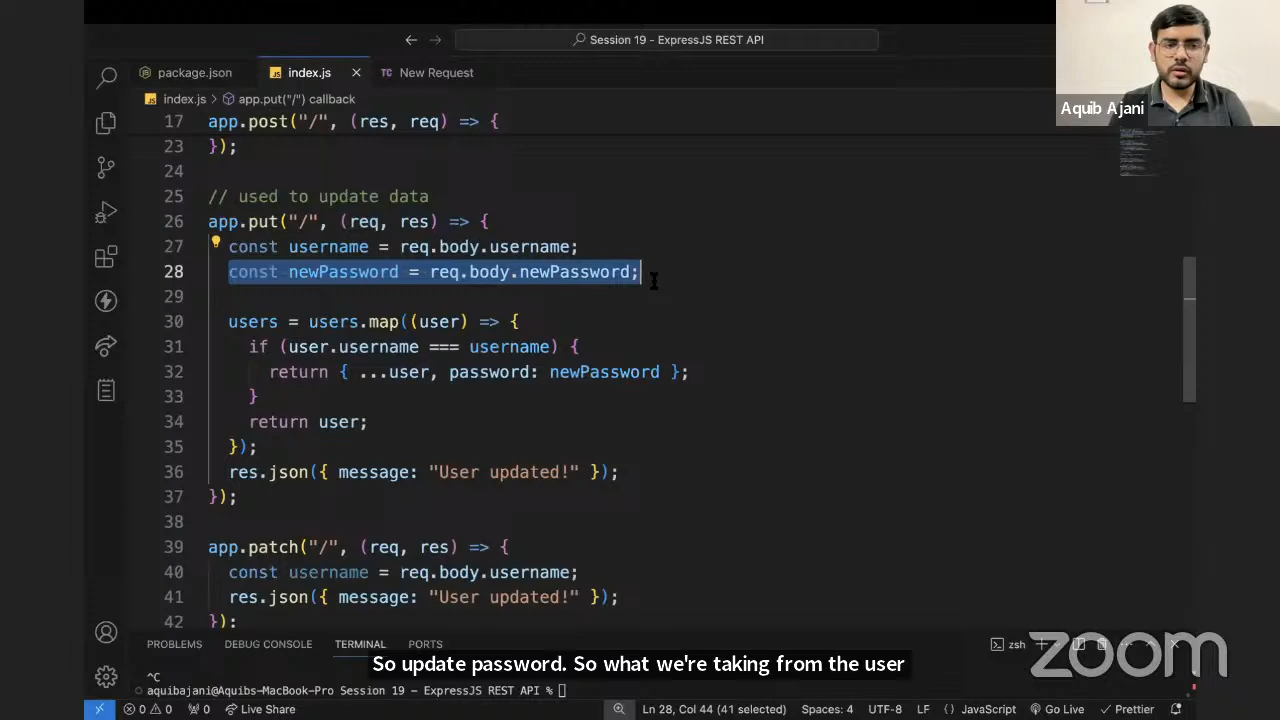 Session 19 - ExpressJS REST API
Aquib Ajani
package.json
JS index.js
TC New Request
JS index.js > app.put("/") callback
17 app.post("/", (res, req) => {
23 });
24
25 // used to update data
26 app.put("/", (req, res) => {
27 const username = req.body.username;
28 const newPassword = req.body.newPassword;
29
30 users = users.map((user) => {
31 if (user.username === username) {
32 return { ...user, password: newPassword };
33 }
34 return user;
35 });
36 res.json({ message: "User updated!" });
37 });
38
39 app.patch("/", (req, res) => {
40 const username = req.body.username;
41 res.json({ message: "User updated!" });
42 });
PROBLEMS DEBUG CONSOLE TERMINAL PORTS
zsh
zoom
So update password. So what we're taking from the user
^C
aquibajani@Aquibs-MacBook-Pro Session 19 - ExpressJS REST API %
0 0 0 Live Share Ln 28, Col 44 (41 selected) Spaces: 4 UTF-8 LF {} JavaScript Go Live Prettier